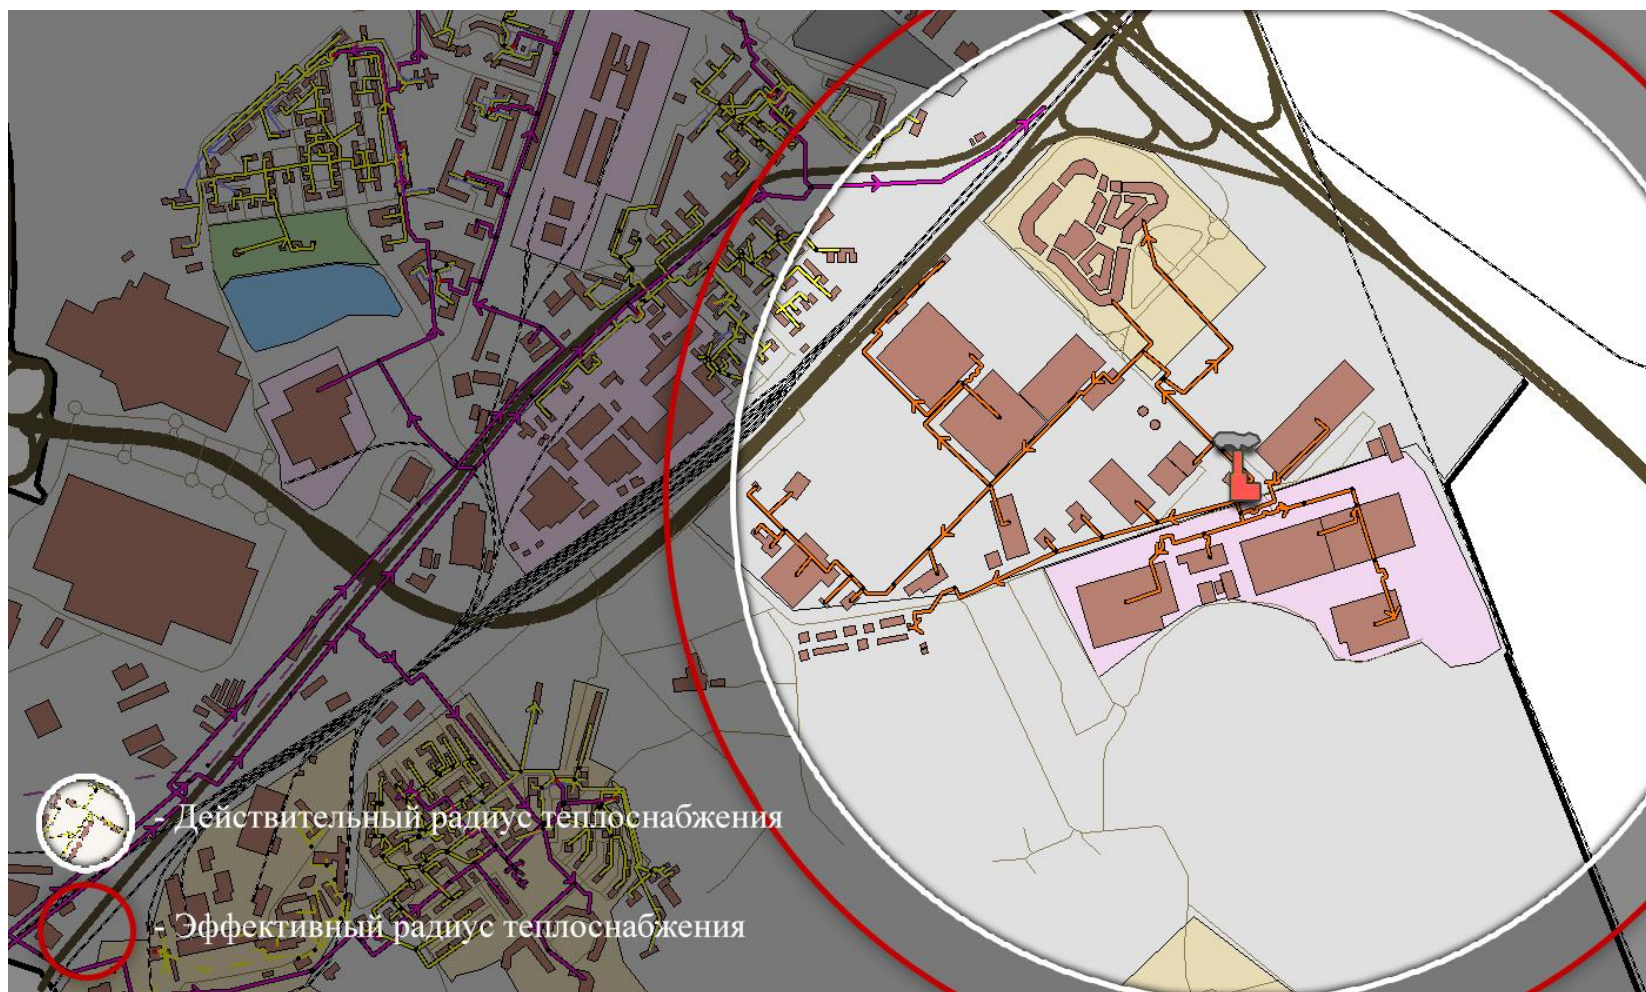 - Действительный радиус теплоснабжения
- Эффективный радиус теплоснабжения